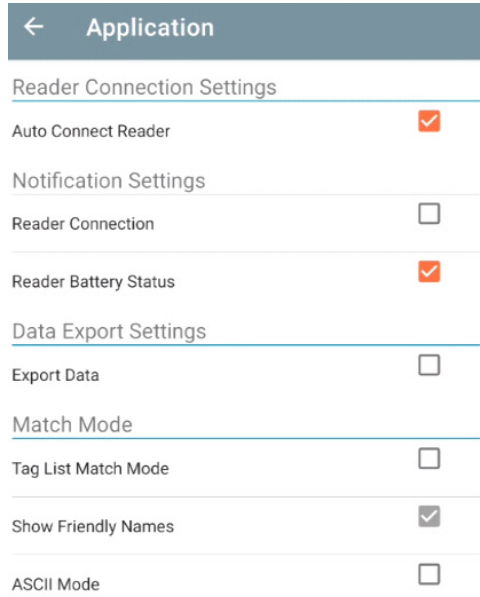 Application
Reader Connection Settings
Auto Connect Reader
Notification Settings
Reader Connection
Reader Battery Status
Data Export Settings
Export Data
Match Mode
Tag List Match Mode
Show Friendly Names
ASCII Mode